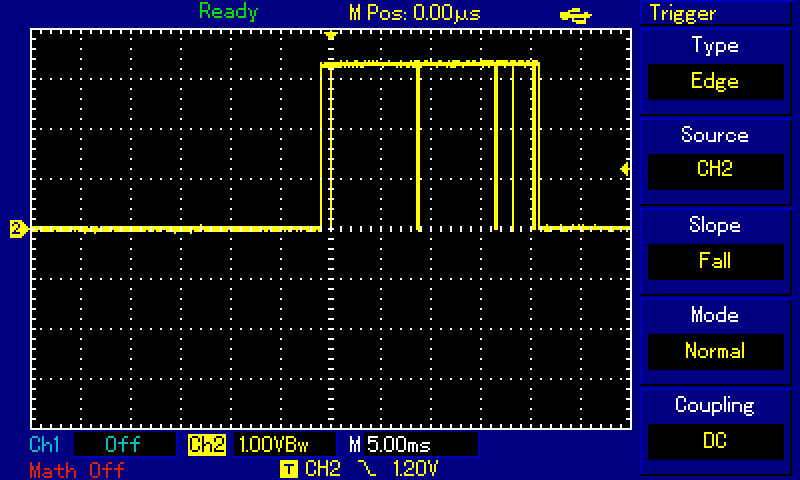 Ready M Pos: 0.00µs Trigger
Type
Edge
Source
CH2
Slope
Fall
Mode
Normal
Coupling
DC
2
Ch1 Off Ch2 1.00VBw M 5.00ms
Math Off T CH2 1.20V